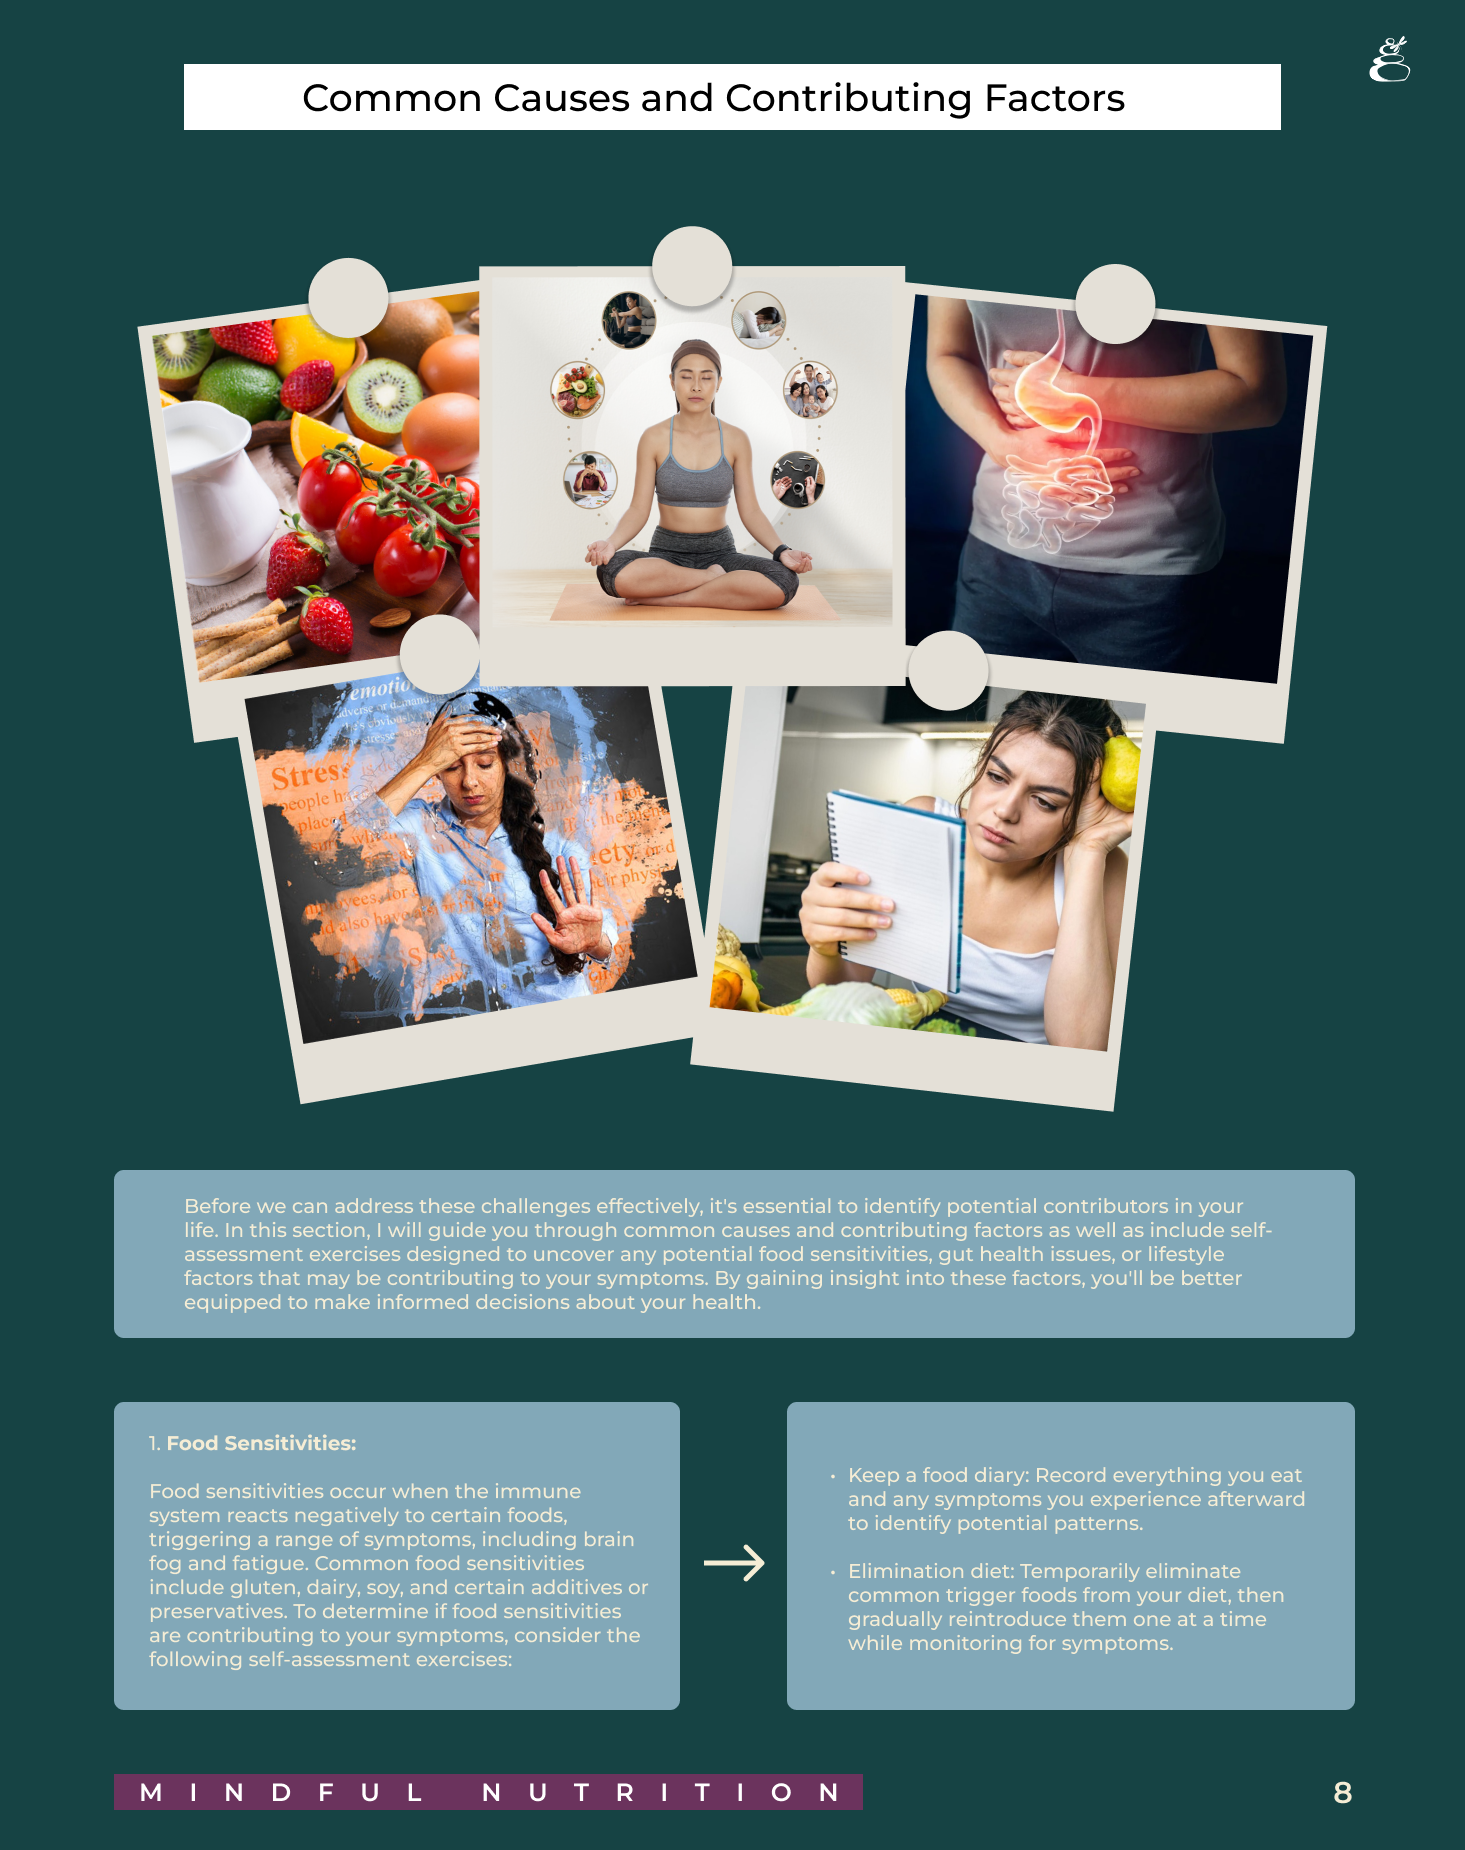 Common Causes and Contributing Factors
emotio
Stress
people ha
place
Before we can address these challenges effectively, it's essential to identify potential contributors in your
life. In this section, I will guide you through common causes and contributing factors as well as include self-
assessment exercises designed to uncover any potential food sensitivities, gut health issues, or lifestyle
factors that may be contributing to your symptoms. By gaining insight into these factors, you'll be better
equipped to make informed decisions about your health.
1. Food Sensitivities:
Food sensitivities occur when the immune
system reacts negatively to certain foods,
triggering a range of symptoms, including brain
fog and fatigue. Common food sensitivities
include gluten, dairy, soy, and certain additives or
preservatives. To determine if food sensitivities
are contributing to your symptoms, consider the
following self-assessment exercises:
• Keep a food diary: Record everything you eat
and any symptoms you experience afterward
to identify potential patterns.
• Elimination diet: Temporarily eliminate
common trigger foods from your diet, then
gradually reintroduce them one at a time
while monitoring for symptoms.
MINDFUL NUTRITION
8